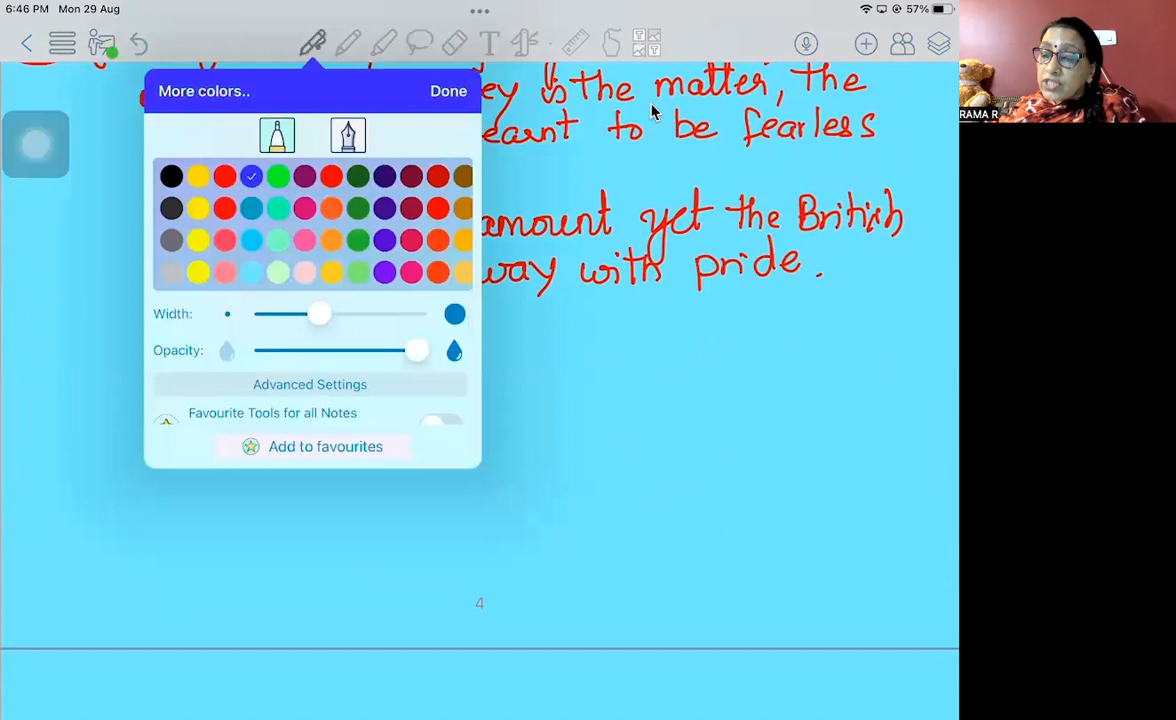 6:46 PM Mon 29 Aug
57%
T
More colors..
Done
ey is the matter, the
earnt to be fearless
amount yet the British
way with pride.
Width:
Opacity:
Advanced Settings
Favourite Tools for all Notes
Add to favourites
4
RAMA R